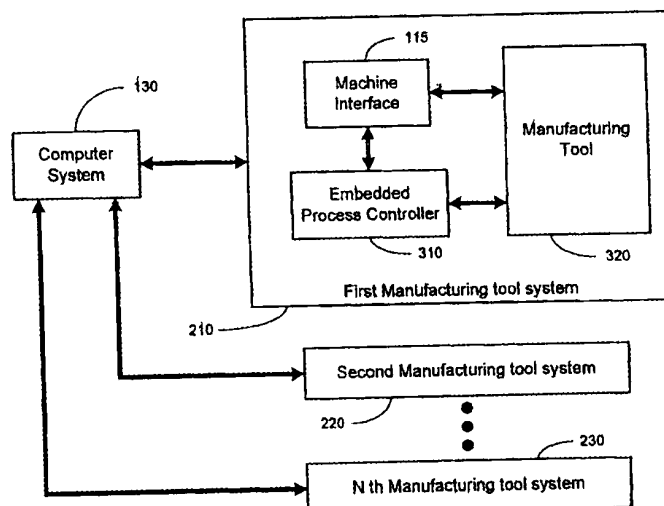 115
130
Machine
Interface
Manufacturing
Tool
Computer
System
Embedded
Process Controller
310
320
First Manufacturing tool system
210
Second Manufacturing tool system
220
230
N th Manufacturing tool system